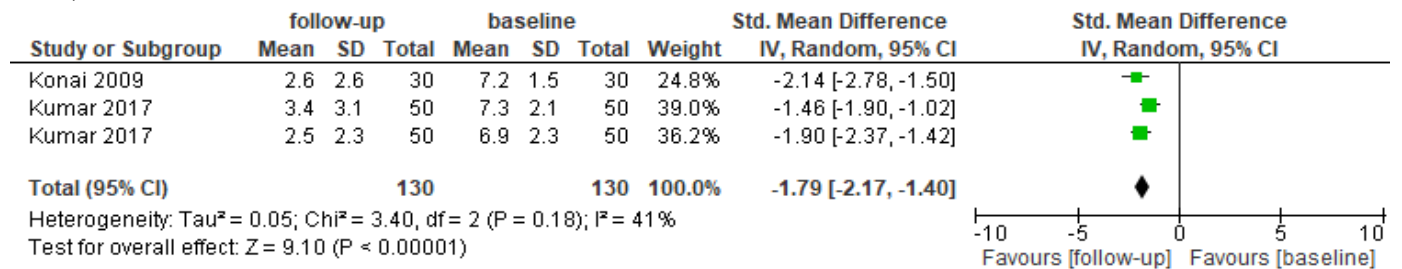 follow-up baseline Std. Mean Difference Std. Mean Difference
Study or Subgroup Mean SD Total Mean SD Total Weight IV, Random, 95% CI IV, Random, 95% CI
Konai 2009 2.6 2.6 30 7.2 1.5 30 24.8% -2.14 [-2.78, -1.50]
Kumar 2017 3.4 3.1 50 7.3 2.1 50 39.0% -1.46 [-1.90, -1.02]
Kumar 2017 2.5 2.3 50 6.9 2.3 50 36.2% -1.90 [-2.37, -1.42]
Total (95% CI) 130 130 100.0% -1.79 [-2.17, -1.40]
Heterogeneity: Tau² = 0.05; Chi² = 3.40, df = 2 (P = 0.18); I² = 41%
Test for overall effect: Z = 9.10 (P < 0.00001)
-10 -5 0 5 10
Favours [follow-up] Favours [baseline]